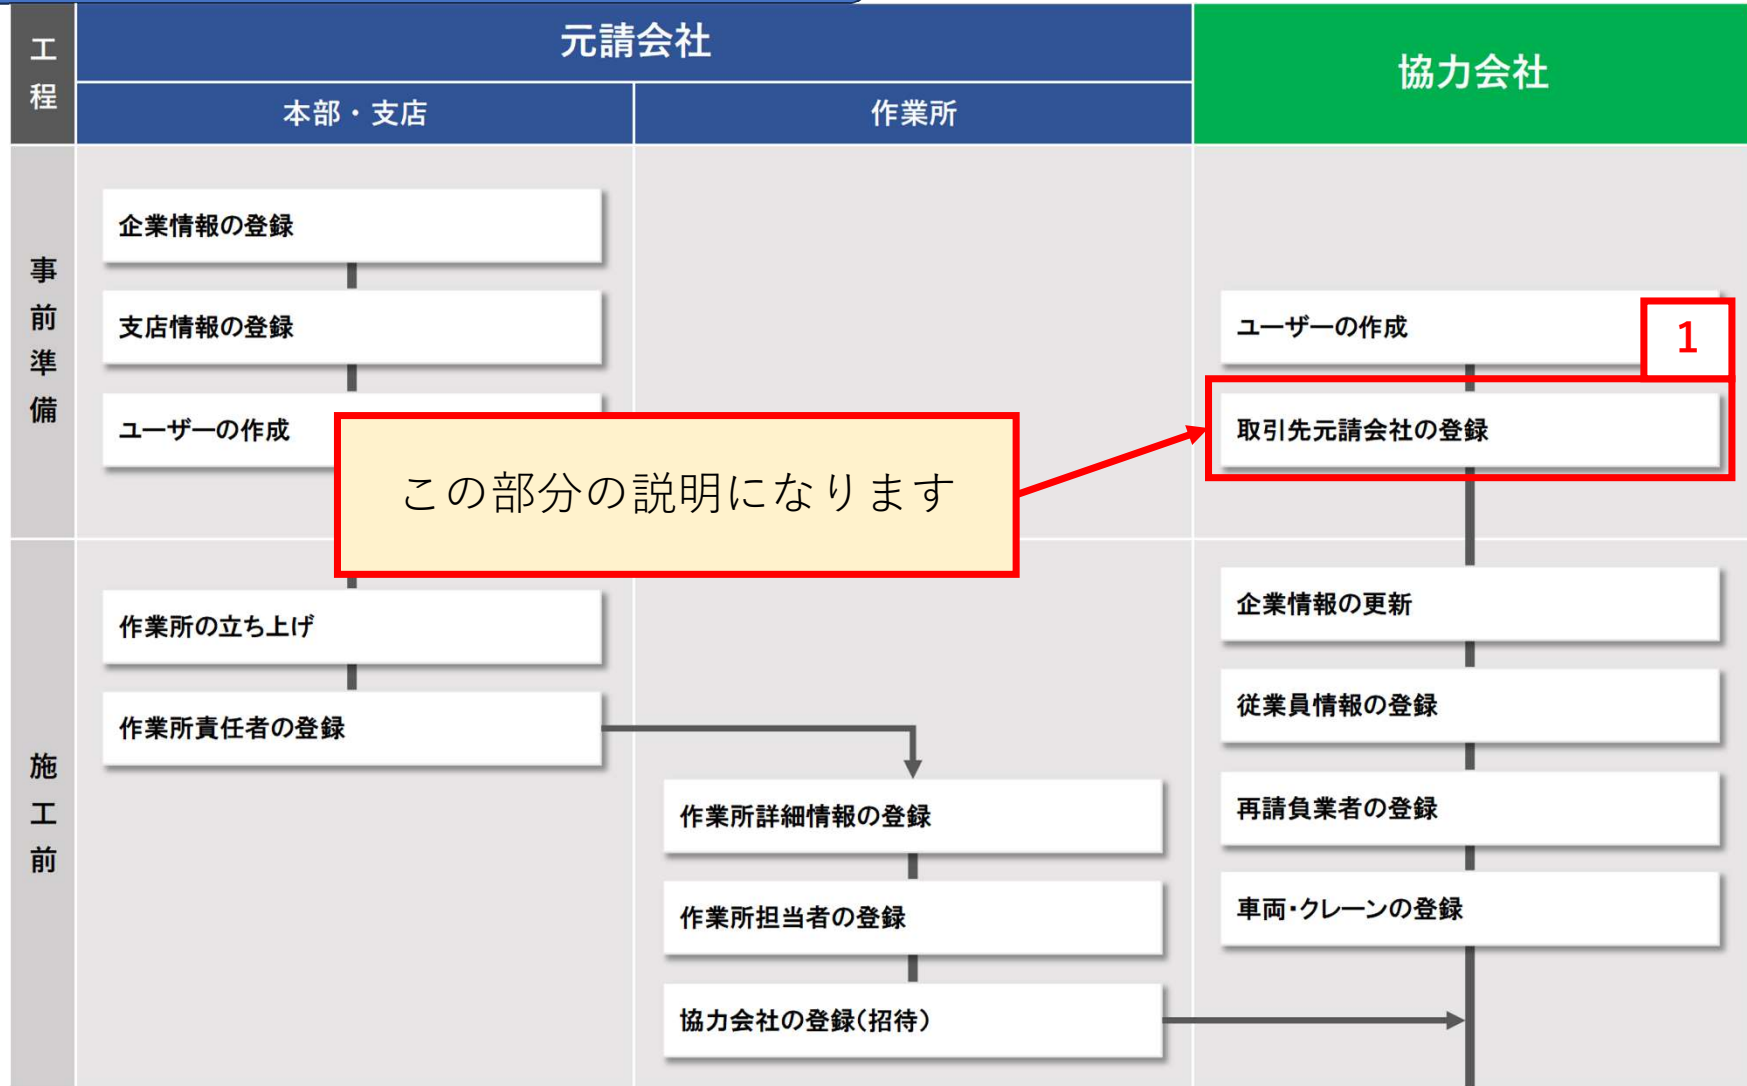 工程
元請会社
協力会社
本部・支店
作業所
事前準備
企業情報の登録
支店情報の登録
ユーザーの作成
ユーザーの作成
1
取引先元請会社の登録
この部分の説明になります
施工前
作業所の立ち上げ
作業所責任者の登録
作業所詳細情報の登録
作業所担当者の登録
協力会社の登録(招待)
企業情報の更新
従業員情報の登録
再請負業者の登録
車両・クレーンの登録